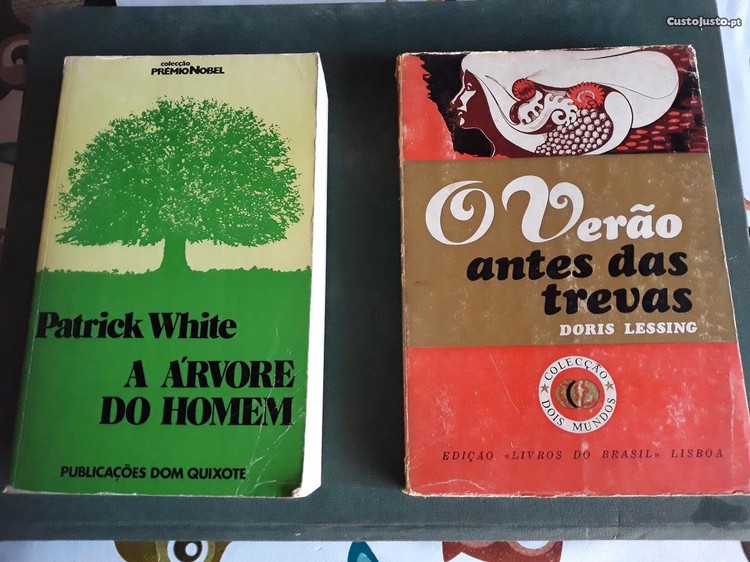 CustoJusto.pt
colecção
PRÉMIO NOBEL
Patrick White
A ÁRVORE
DO HOMEM
PUBLICAÇÕES DOM QUIXOTE
O Verão
antes das
trevas
DORIS LESSING
COLECÇÃO
DOIS MUNDOS
EDIÇÃO «LIVROS DO BRASIL» LISBOA